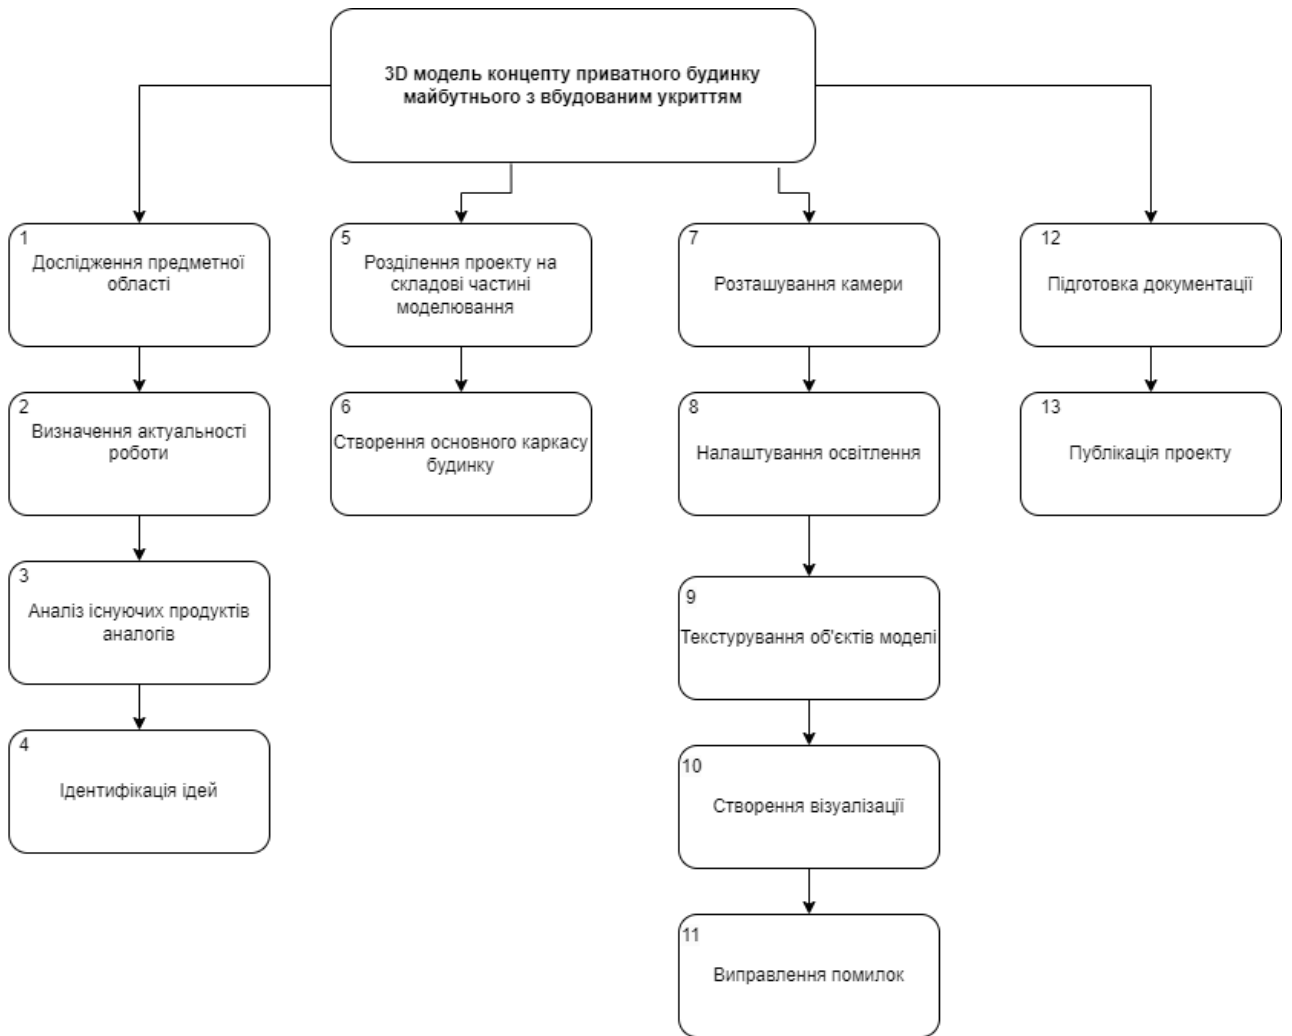 3D модель концепту приватного будинку
майбутнього з вбудованим укриттям
1
Дослідження предметної
області
2
Визначення актуальності
роботи
3
Аналіз існуючих продуктів
аналогів
4
Ідентифікація ідей
5
Розділення проекту на
складові частині
моделювання
6
Створення основного каркасу
будинку
7
Розташування камери
8
Налаштування освітлення
9
Текстурування об'єктів моделі
10
Створення візуалізації
11
Виправлення помилок
12
Підготовка документації
13
Публікація проекту